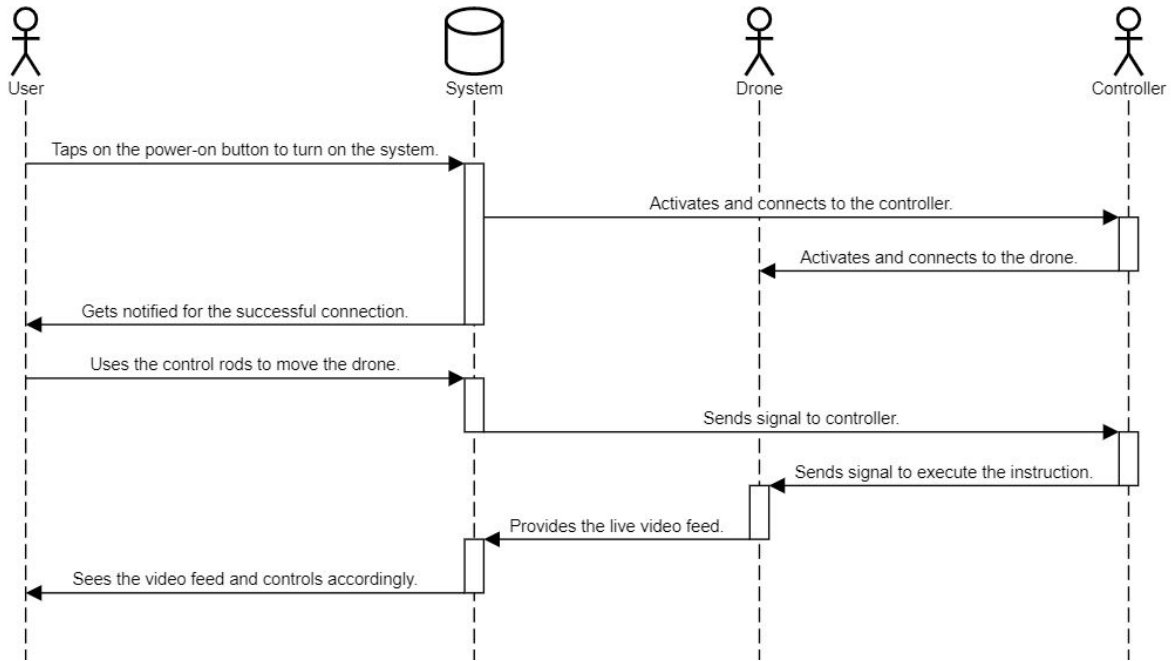 User
System
Drone
Controller
Taps on the power-on button to turn on the system.
Activates and connects to the controller.
Activates and connects to the drone.
Gets notified for the successful connection.
Uses the control rods to move the drone.
Sends signal to controller.
Sends signal to execute the instruction.
Provides the live video feed.
Sees the video feed and controls accordingly.